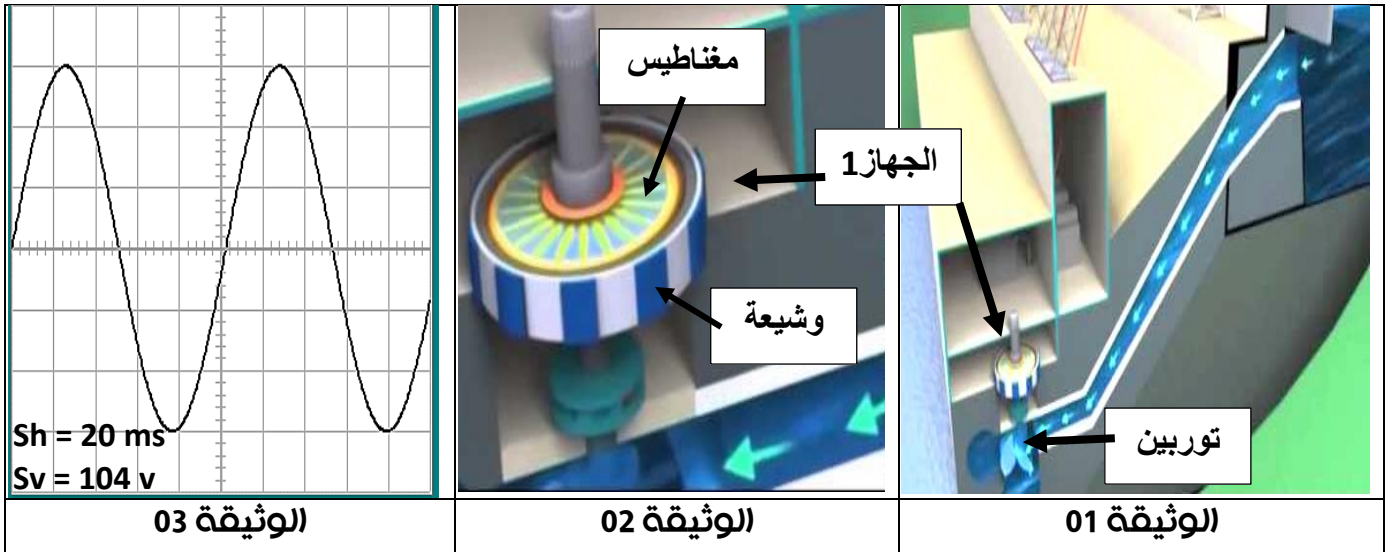 الجهاز1
توربين
مغناطيس
وشيعة
Sh = 20 ms
Sv = 104 v
الوثيقة 01
الوثيقة 02
الوثيقة 03